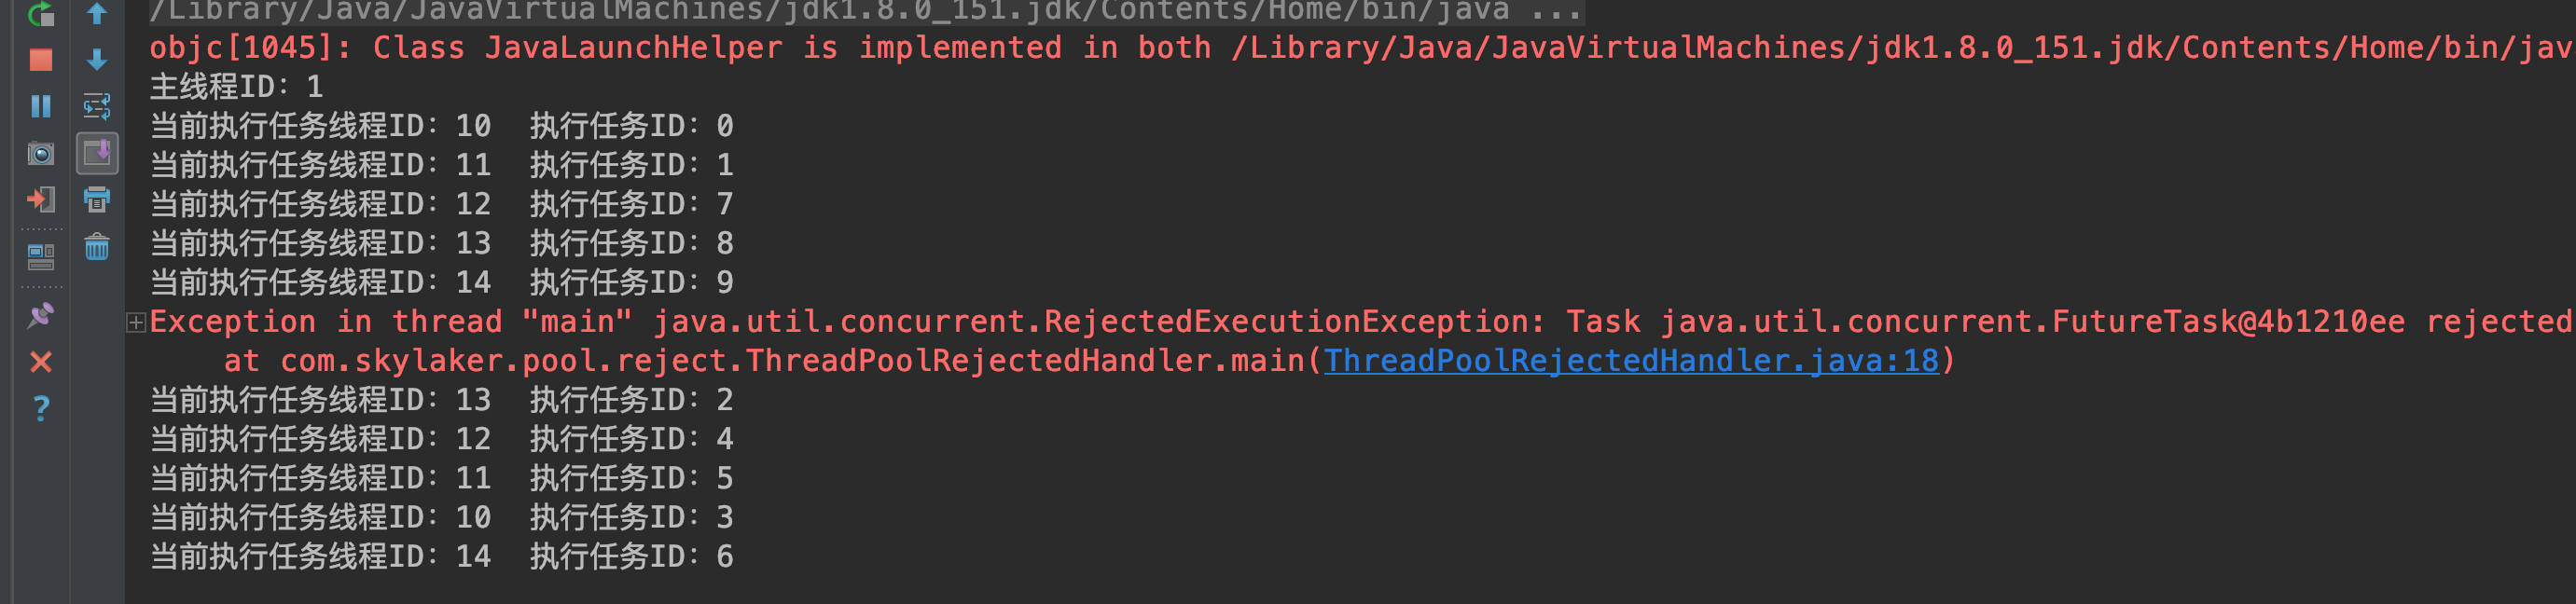 /Library/Java/JavaVirtualMachines/jdk1.8.0_151.jdk/Contents/Home/bin/java ...
objc[1045]: Class JavaLaunchHelper is implemented in both /Library/Java/JavaVirtualMachines/jdk1.8.0_151.jdk/Contents/Home/bin/jav
主线程ID: 1
当前执行任务线程ID: 10  执行任务ID: 0
当前执行任务线程ID: 11  执行任务ID: 1
当前执行任务线程ID: 12  执行任务ID: 7
当前执行任务线程ID: 13  执行任务ID: 8
当前执行任务线程ID: 14  执行任务ID: 9
Exception in thread "main" java.util.concurrent.RejectedExecutionException: Task java.util.concurrent.FutureTask@4b1210ee rejected
at com.skylaker.pool.reject.ThreadPoolRejectedHandler.main(ThreadPoolRejectedHandler.java:18)
当前执行任务线程ID: 13  执行任务ID: 2
当前执行任务线程ID: 12  执行任务ID: 4
当前执行任务线程ID: 11  执行任务ID: 5
当前执行任务线程ID: 10  执行任务ID: 3
当前执行任务线程ID: 14  执行任务ID: 6